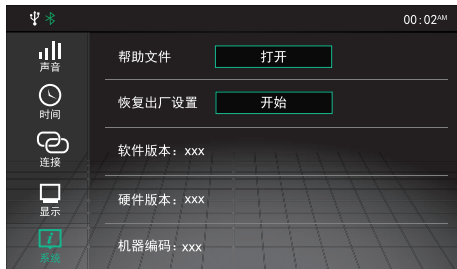 00:02AM
声音
时间
连接
显示
系统
帮助文件 打开
恢复出厂设置 开始
软件版本：xxx
硬件版本：xxx
机器编码：xxx